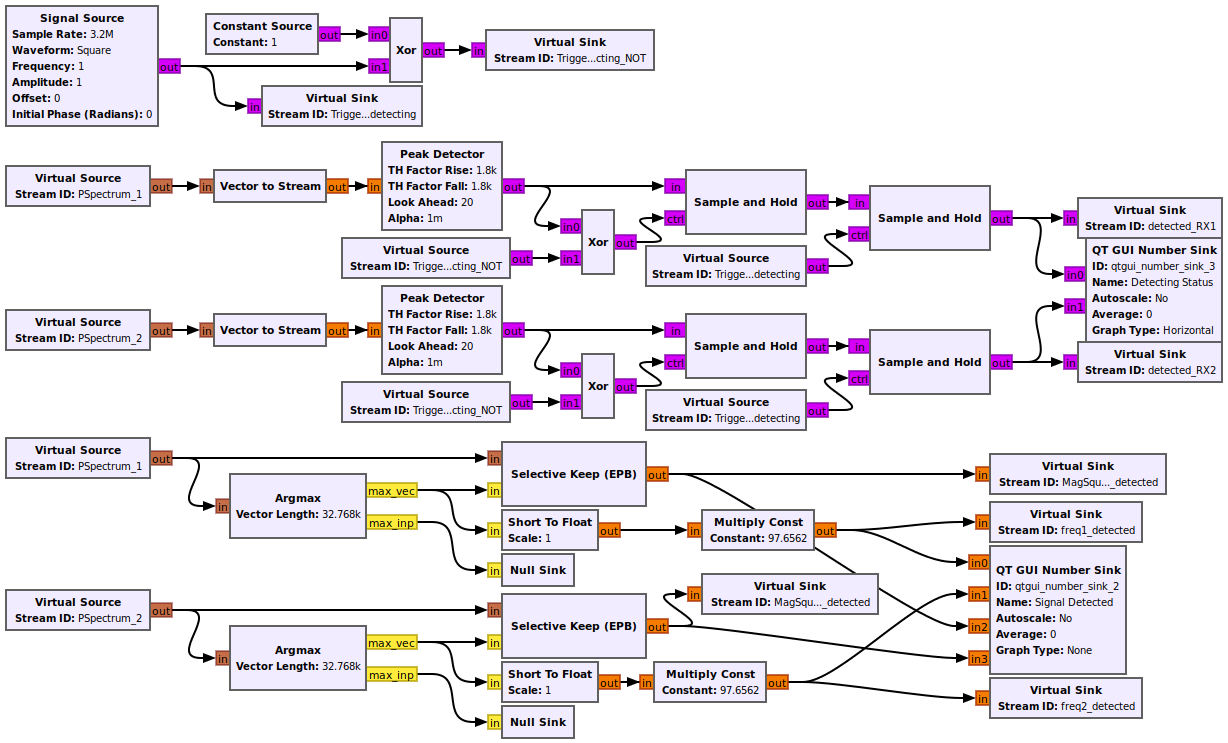 Signal Source
Sample Rate: 3.2M
Waveform: Square
Frequency: 1
Amplitude: 1
Offset: 0
Initial Phase (Radians): 0
out
Constant Source
Constant: 1
out
in0
in1
Xor
out
in
Virtual Sink
Stream ID: Trigge...cting_NOT
in
Virtual Sink
Stream ID: Trigge...detecting
Virtual Source
Stream ID: PSpectrum_1
out
in
Vector to Stream
out
in
Peak Detector
TH Factor Rise: 1.8k
TH Factor Fall: 1.8k
Look Ahead: 20
Alpha: 1m
out
Virtual Source
Stream ID: Trigge...cting_NOT
out
in0
in1
Xor
out
in
ctrl
Sample and Hold
out
Virtual Source
Stream ID: Trigge...detecting
out
in
ctrl
Sample and Hold
out
in
Virtual Sink
Stream ID: detected_RX1
in0
in1
QT GUI Number Sink
ID: qtgui_number_sink_3
Name: Detecting Status
Autoscale: No
Average: 0
Graph Type: Horizontal
in
Virtual Sink
Stream ID: detected_RX2
Virtual Source
Stream ID: PSpectrum_2
out
in
Vector to Stream
out
in
Peak Detector
TH Factor Rise: 1.8k
TH Factor Fall: 1.8k
Look Ahead: 20
Alpha: 1m
out
Virtual Source
Stream ID: Trigge...cting_NOT
out
in0
in1
Xor
out
in
ctrl
Sample and Hold
out
Virtual Source
Stream ID: Trigge...detecting
out
in
ctrl
Sample and Hold
out
Virtual Source
Stream ID: PSpectrum_1
out
in
Argmax
Vector Length: 32.768k
max_vec
max_inp
in
in
Selective Keep (EPB)
out
in
Short To Float
Scale: 1
out
in
Null Sink
in
Multiply Const
Constant: 97.6562
out
in
Virtual Sink
Stream ID: MagSqu..._detected
in
Virtual Sink
Stream ID: freq1_detected
in0
in1
in2
in3
QT GUI Number Sink
ID: qtgui_number_sink_2
Name: Signal Detected
Autoscale: No
Average: 0
Graph Type: None
in
Virtual Sink
Stream ID: freq2_detected
Virtual Source
Stream ID: PSpectrum_2
out
in
Argmax
Vector Length: 32.768k
max_vec
max_inp
in
in
Selective Keep (EPB)
out
in
Virtual Sink
Stream ID: MagSqu..._detected
in
Short To Float
Scale: 1
out
in
Multiply Const
Constant: 97.6562
out
in
Null Sink